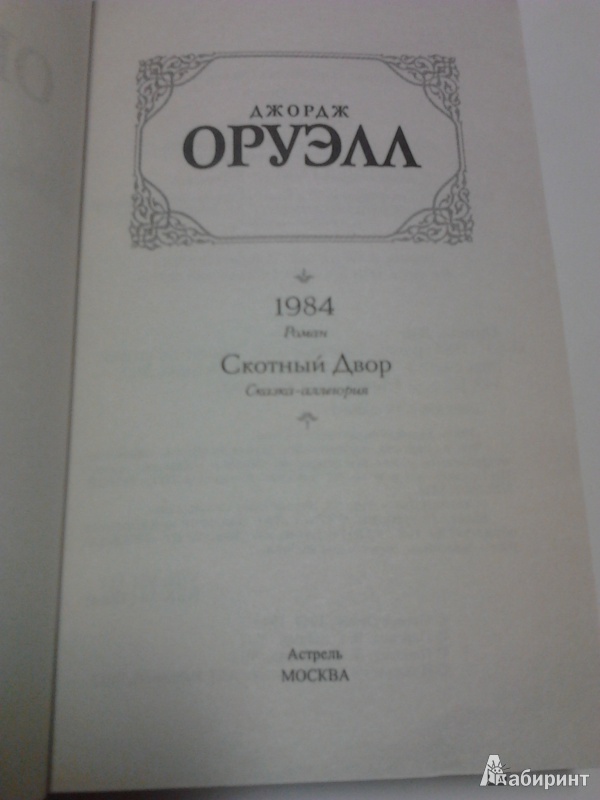 ДЖОРДЖ
ОРУЭЛЛ
1984
Роман
Скотный Двор
Сказка-аллегория
Астрель
МОСКВА
Лабиринт